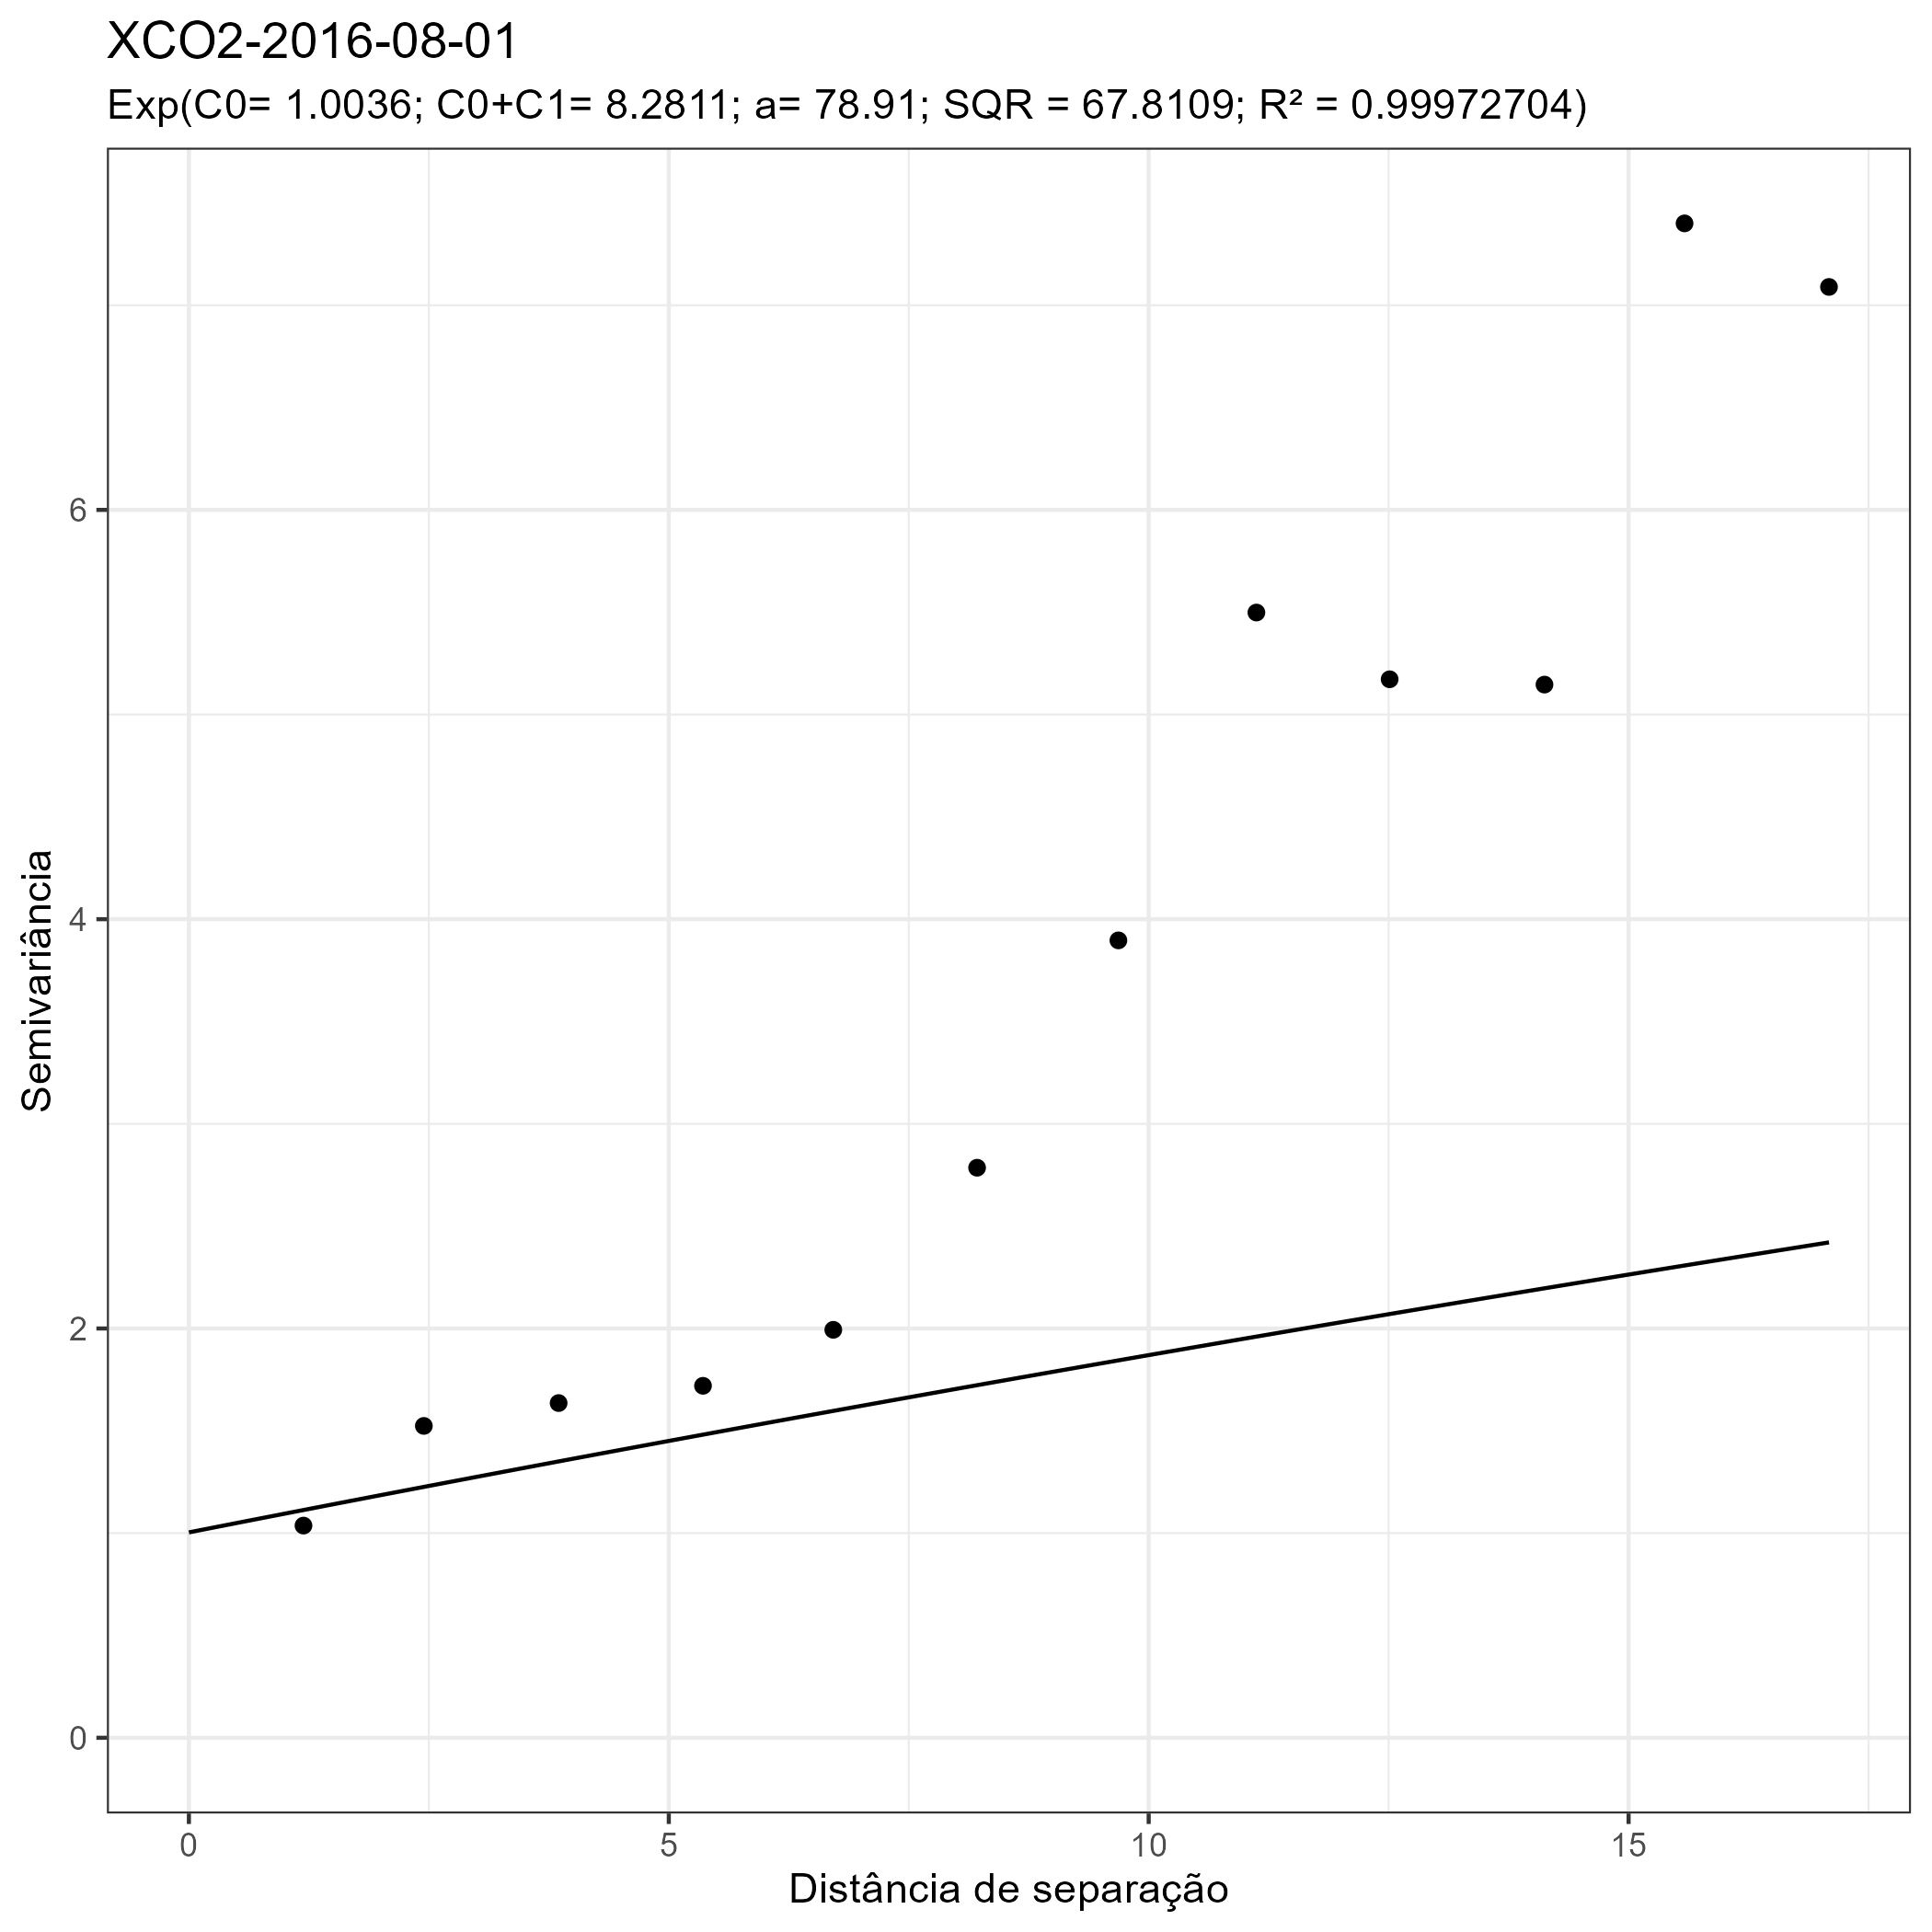 XCO2-2016-08-01
Exp(C0= 1.0036; C0+C1= 8.2811; a= 78.91; SQR = 67.8109; R² = 0.99972704)
Semivariância
6
4
2
0
0 5 10 15
Distância de separação